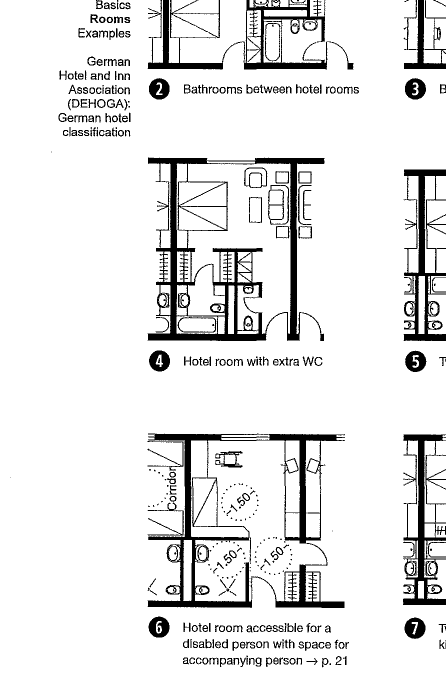 Basics
Rooms
Examples
German
Hotel and Inn
Association
(DEHOGA):
German hotel
classification
2 Bathrooms between hotel rooms
3 B
4 Hotel room with extra WC
5 T
Corridor
~1.50~
~1.50~
~1.50~
6 Hotel room accessible for a
disabled person with space for
accompanying person → p. 21
7 T
ki